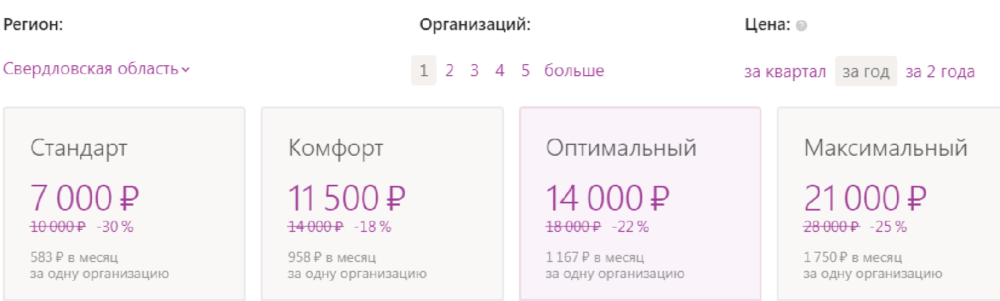 Регион:
Организаций:
Цена: ?
Свердловская область
1 2 3 4 5 больше
за квартал за год за 2 года
Стандарт
7 000 ₽
10 000 ₽ -30 %
583 ₽ в месяц
за одну организацию
Комфорт
11 500 ₽
14 000 ₽ -18 %
958 ₽ в месяц
за одну организацию
Оптимальный
14 000 ₽
18 000 ₽ -22 %
1 167 ₽ в месяц
за одну организацию
Максимальный
21 000 ₽
28 000 ₽ -25 %
1 750 ₽ в месяц
за одну организацию